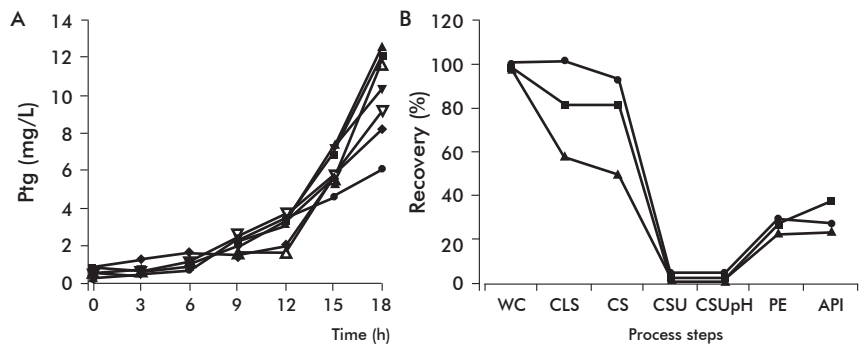 A
Ptg (mg/L)
14
12
10
8
6
4
2
0
0 3 6 9 12 15 18
Time (h)
B
Recovery (%)
120
100
80
60
40
20
0
WC CLS CS CSU CSUpH PE API
Process steps